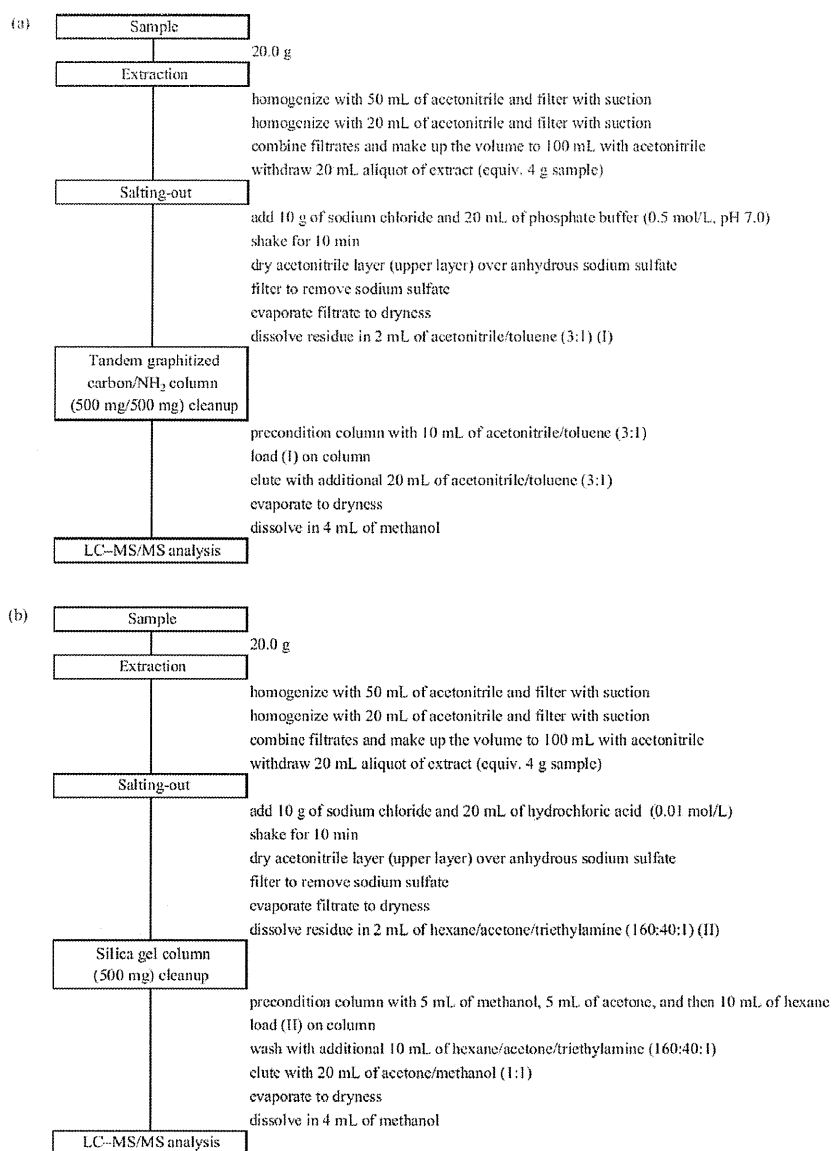 (a)
Sample
20.0 g
Extraction
homogenize with 50 mL of acetonitrile and filter with suction
homogenize with 20 mL of acetonitrile and filter with suction
combine filtrates and make up the volume to 100 mL with acetonitrile
withdraw 20 mL aliquot of extract (equiv. 4 g sample)
Salting-out
add 10 g of sodium chloride and 20 mL of phosphate buffer (0.5 mol/L, pH 7.0)
shake for 10 min
dry acetonitrile layer (upper layer) over anhydrous sodium sulfate
filter to remove sodium sulfate
evaporate filtrate to dryness
dissolve residue in 2 mL of acetonitrile/toluene (3:1) (I)
Tandem graphitized
carbon/NH₂ column
(500 mg/500 mg) cleanup
precondition column with 10 mL of acetonitrile/toluene (3:1)
load (I) on column
elute with additional 20 mL of acetonitrile/toluene (3:1)
evaporate to dryness
dissolve in 4 mL of methanol
LC–MS/MS analysis
(b)
Sample
20.0 g
Extraction
homogenize with 50 mL of acetonitrile and filter with suction
homogenize with 20 mL of acetonitrile and filter with suction
combine filtrates and make up the volume to 100 mL with acetonitrile
withdraw 20 mL aliquot of extract (equiv. 4 g sample)
Salting-out
add 10 g of sodium chloride and 20 mL of hydrochloric acid (0.01 mol/L)
shake for 10 min
dry acetonitrile layer (upper layer) over anhydrous sodium sulfate
filter to remove sodium sulfate
evaporate filtrate to dryness
dissolve residue in 2 mL of hexane/acetone/triethylamine (160:40:1) (II)
Silica gel column
(500 mg) cleanup
precondition column with 5 mL of methanol, 5 mL of acetone, and then 10 mL of hexane
load (II) on column
wash with additional 10 mL of hexane/acetone/triethylamine (160:40:1)
elute with 20 mL of acetone/methanol (1:1)
evaporate to dryness
dissolve in 4 mL of methanol
LC–MS/MS analysis